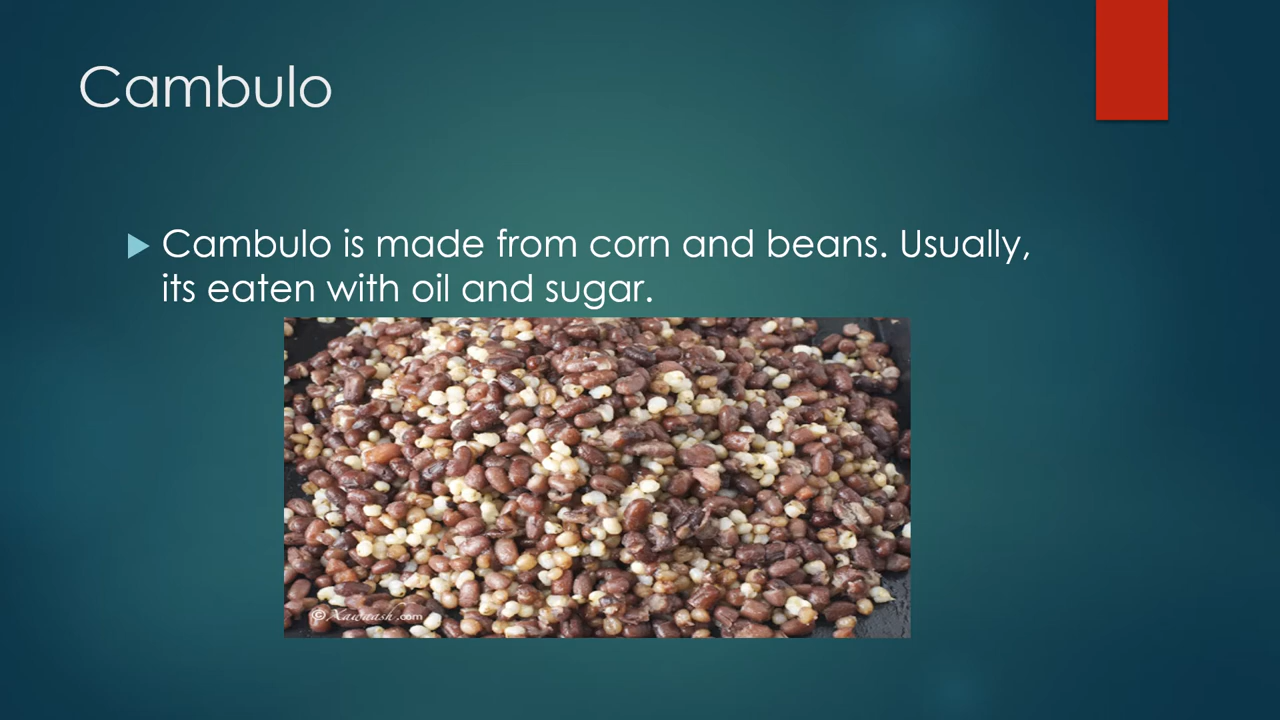 Cambulo
Cambulo is made from corn and beans. Usually,
its eaten with oil and sugar.
© Xawaash.com